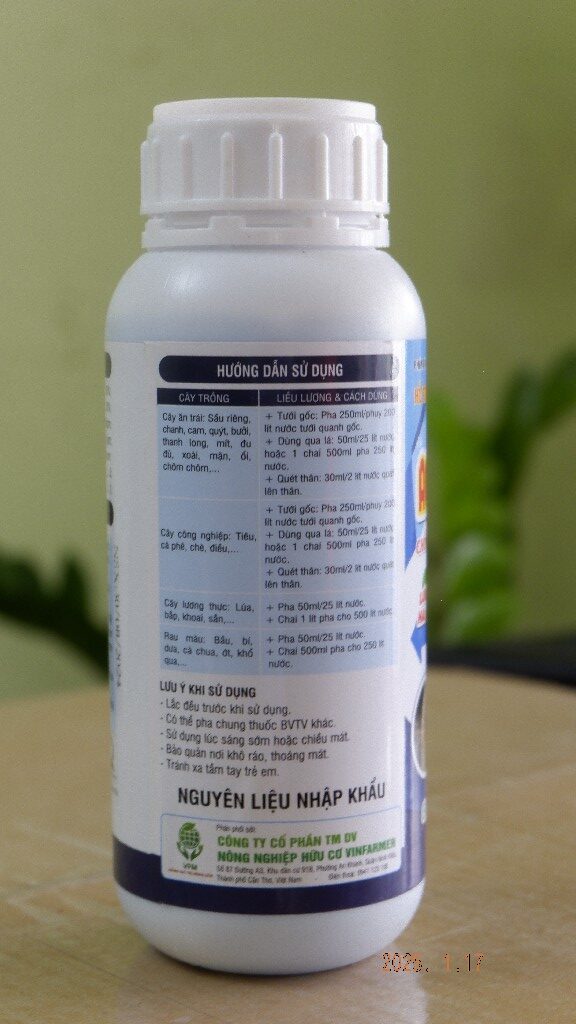 HƯỚNG DẪN SỬ DỤNG
CÂY TRỒNG
LIỀU LƯỢNG & CÁCH DÙNG
Cây ăn trái: Sầu riêng,
chanh, cam, quýt, bưởi,
thanh long, mít, đu
đủ, xoài, mận, ổi,
chôm chôm,...
+ Tưới gốc: Pha 250ml/phuy 200
lít nước tưới quanh gốc.
+ Dùng qua lá: 50ml/25 lít nước
hoặc 1 chai 500ml pha 250 lít
nước.
+ Quét thân: 30ml/2 lít nước quét
lên thân.
Cây công nghiệp: Tiêu,
cà phê, chè, điều,...
+ Tưới gốc: Pha 250ml/phuy 200
lít nước tưới quanh gốc.
+ Dùng qua lá: 50ml/25 lít nước
hoặc 1 chai 500ml pha 250 lít
nước.
+ Quét thân: 30ml/2 lít nước quét
lên thân.
Cây lương thực: Lúa,
bắp, khoai, sắn,...
+ Pha 50ml/25 lít nước.
+ Chai 1 lít pha cho 500 lít nước.
Rau màu: Bầu, bí,
dưa, cà chua, ớt, khổ
qua,...
+ Pha 50ml/25 lít nước.
+ Chai 500ml pha cho 250 lít
nước.
LƯU Ý KHI SỬ DỤNG
- Lắc đều trước khi sử dụng.
- Có thể pha chung thuốc BVTV khác.
- Sử dụng lúc sáng sớm hoặc chiều mát.
- Bảo quản nơi khô ráo, thoáng mát.
- Tránh xa tầm tay trẻ em.
NGUYÊN LIỆU NHẬP KHẨU
Phân phối bởi:
CÔNG TY CỔ PHẦN TM DV
NÔNG NGHIỆP HỮU CƠ VINFARMER
Thành phố Cần Thơ, Việt Nam
VFM
2025. 1.17